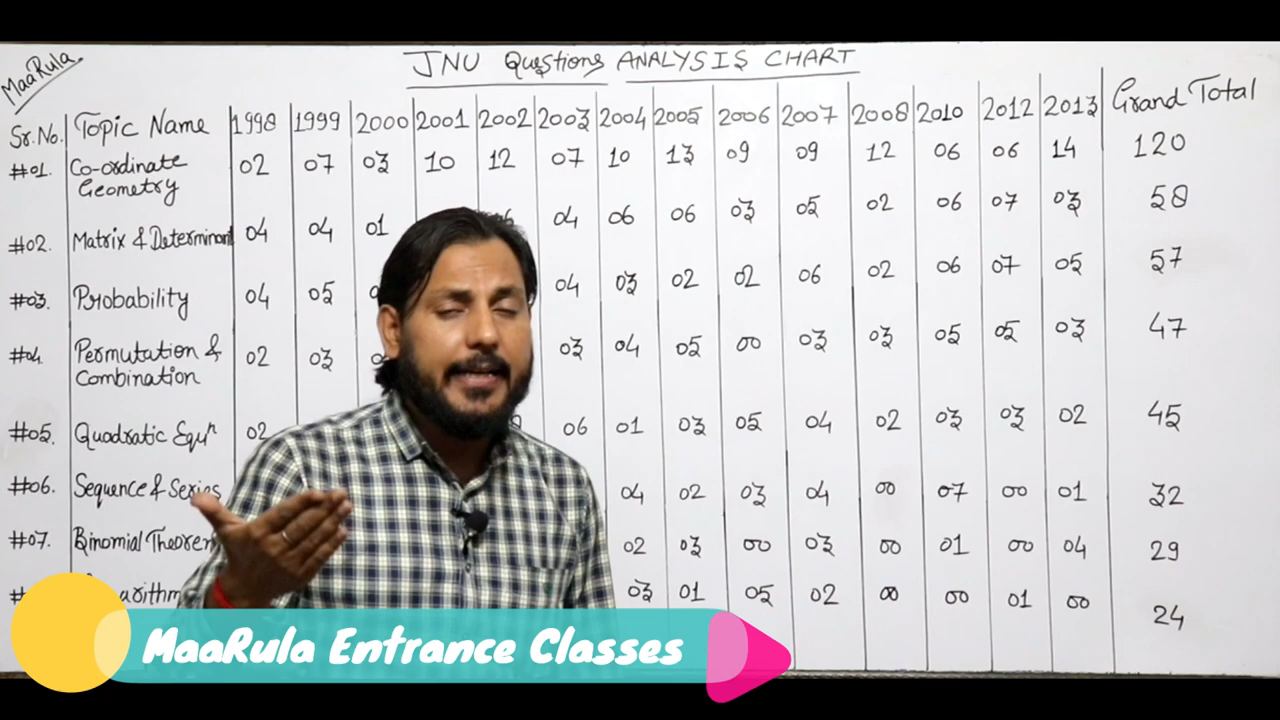 MaaRula
JNU Questions ANALYSIS CHART
Sr.No. Topic Name 1998 1999 2000 2001 2002 2003 2004 2005 2006 2007 2008 2010 2012 2013 Grand Total
#01. Co-ordinate 02 07 03 10 12 07 10 13 09 09 12 06 06 14 120
Geometry
#02. Matrix & Determinant 04 04 01 04 06 06 03 05 02 06 07 03 58
#03. Probability 04 05 04 03 02 02 06 02 06 07 05 57
#04. Permutation & 02 03 03 04 05 00 03 03 05 05 03 47
Combination
#05. Quadratic Equⁿ 02 06 01 03 05 04 02 03 03 02 45
#06. Sequence & Series 04 02 03 04 00 07 00 01 32
#07. Binomial Theorem 02 03 00 03 00 01 00 04 29
03 01 05 02 00 00 01 00 24
MaaRula Entrance Classes